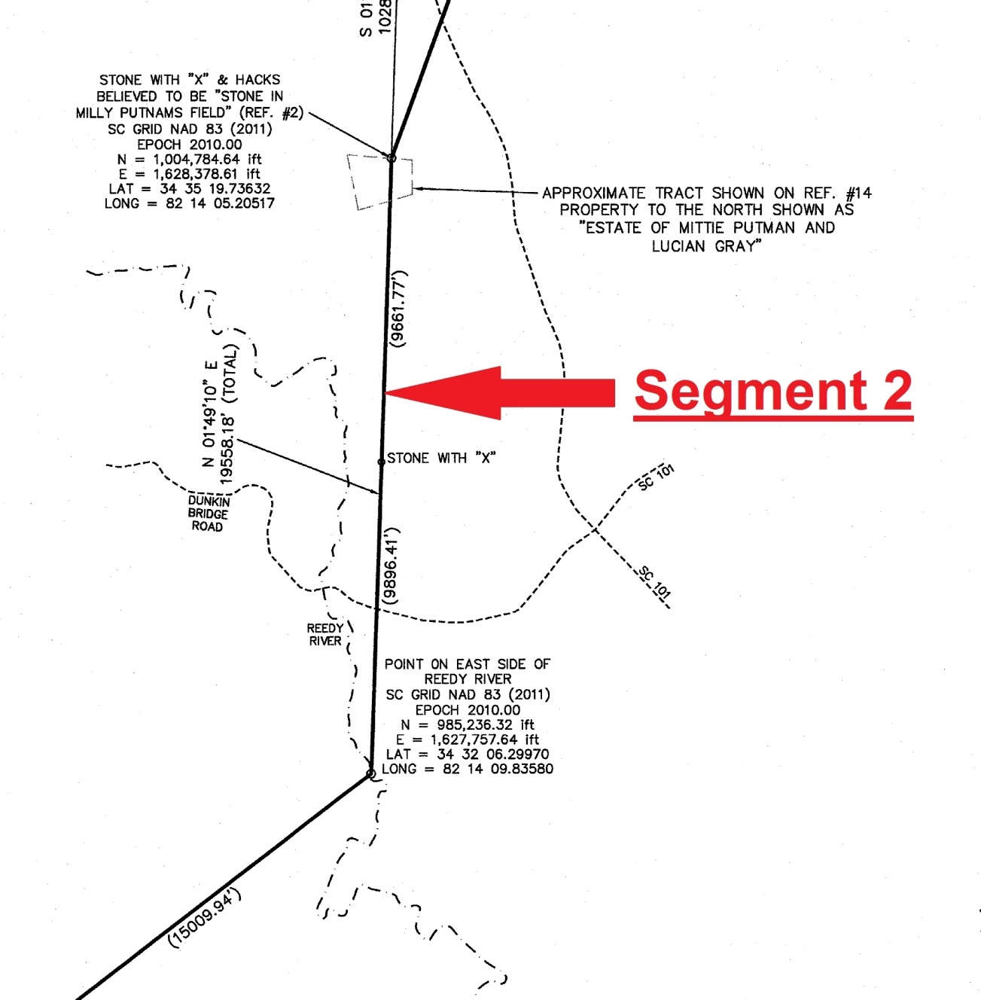 S 01
1028
STONE WITH "X" & HACKS
BELIEVED TO BE "STONE IN
MILLY PUTNAMS FIELD" (REF. #2)
SC GRID NAD 83 (2011)
EPOCH 2010.00
N = 1,004,784.64 ift
E = 1,628,378.61 ift
LAT = 34 35 19.73632
LONG = 82 14 05.20517
APPROXIMATE TRACT SHOWN ON REF. #14
PROPERTY TO THE NORTH SHOWN AS
"ESTATE OF MITTIE PUTMAN AND
LUCIAN GRAY"
(9661.77')
N 01°49'10" E
19558.18' (TOTAL)
Segment 2
STONE WITH "X"
SC 101
DUNKIN
BRIDGE
ROAD
(9896.41')
SC 101
REEDY
RIVER
POINT ON EAST SIDE OF
REEDY RIVER
SC GRID NAD 83 (2011)
EPOCH 2010.00
N = 985,236.32 ift
E = 1,627,757.64 ift
LAT = 34 32 06.29970
LONG = 82 14 09.83580
(15009.94')